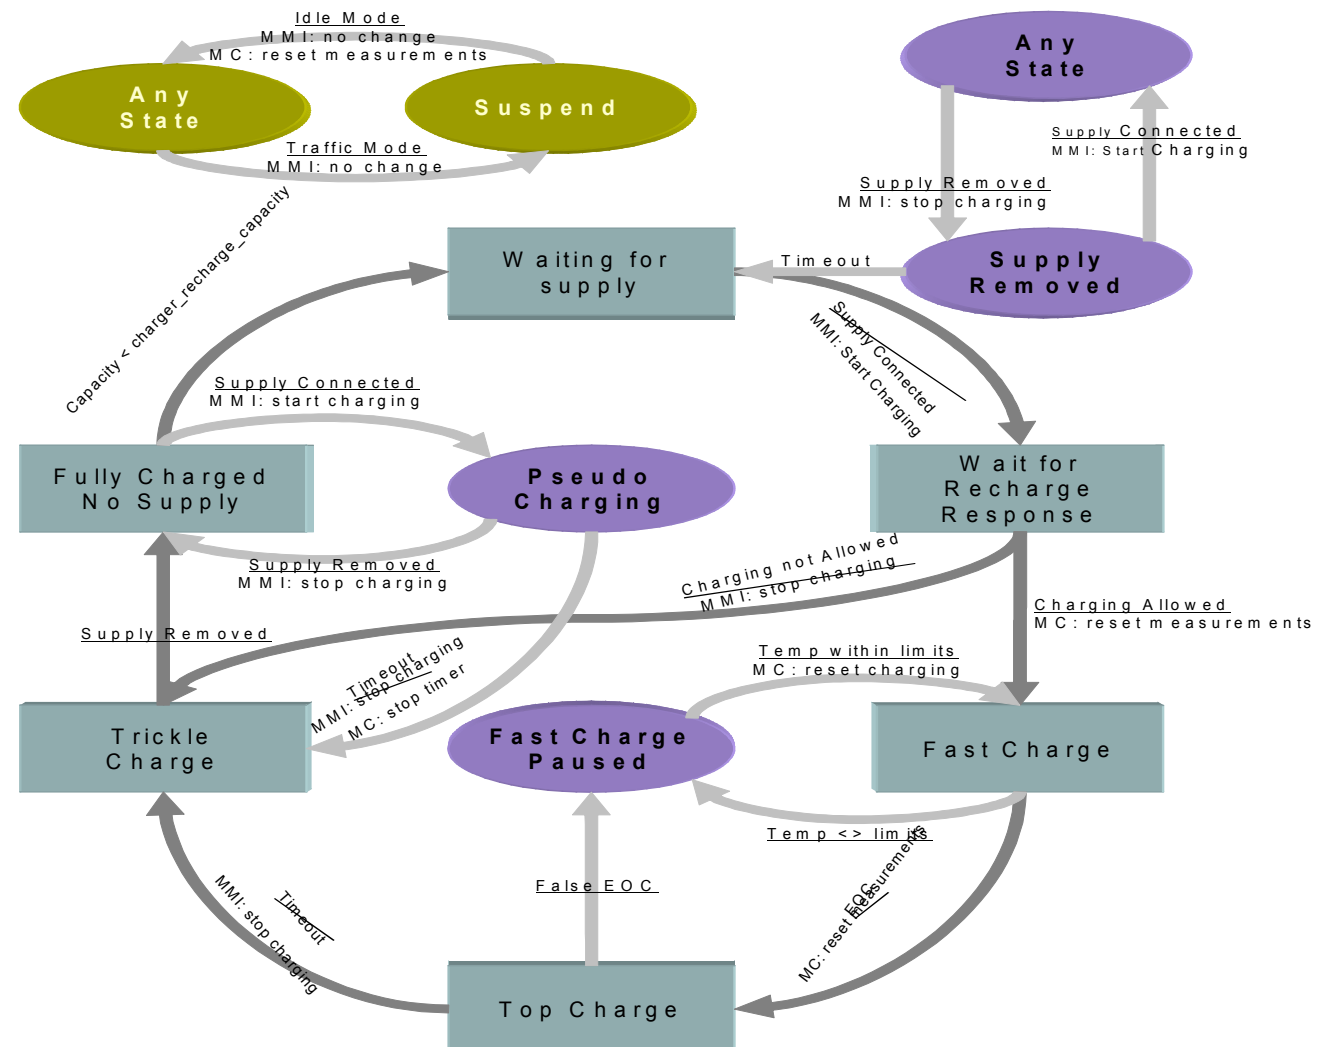 Idle Mode
MMI: no change
MC: reset measurements
Any
State
Suspend
Traffic Mode
MMI: no change
Any
State
Supply Connected
MMI: Start Charging
Supply Removed
MMI: stop charging
Supply
Removed
Timeout
Waiting for
supply
Capacity < charger_recharge_capacity
Supply Connected
MMI: Start Charging
Supply Connected
MMI: start charging
Fully Charged
No Supply
Pseudo
Charging
Wait for
Recharge
Response
Supply Removed
MMI: stop charging
Charging not Allowed
MMI: stop charging
Charging Allowed
MC: reset measurements
Supply Removed
Timeout
MMI: stop charging
MC: stop timer
Temp within limits
MC: reset charging
Trickle
Charge
Fast Charge
Paused
Fast Charge
Temp <> limits
False EOC
EOC
MC: reset measurements
Timeout
MMI: stop charging
Top Charge